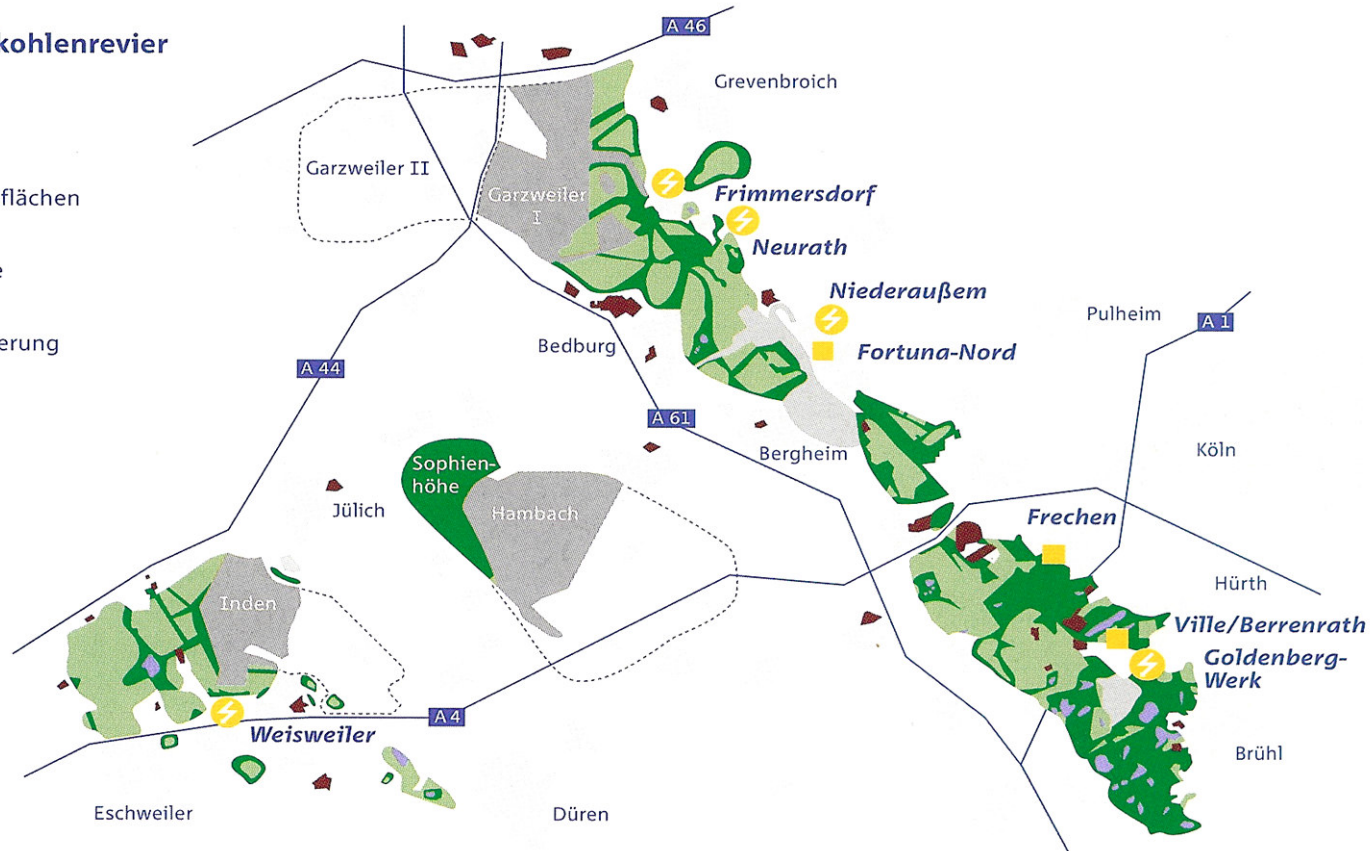 kohlenrevier
flächen
e
erung
A 46
Grevenbroich
Garzweiler II
Garzweiler
I
Frimmersdorf
Neurath
Niederaußem
Fortuna-Nord
Pulheim
A 1
Bedburg
A 44
A 61
Bergheim
Köln
Sophien-
höhe
Hambach
Jülich
Frechen
Hürth
Inden
Ville/Berrenrath
Goldenberg-
Werk
A 4
Weisweiler
Brühl
Eschweiler
Düren